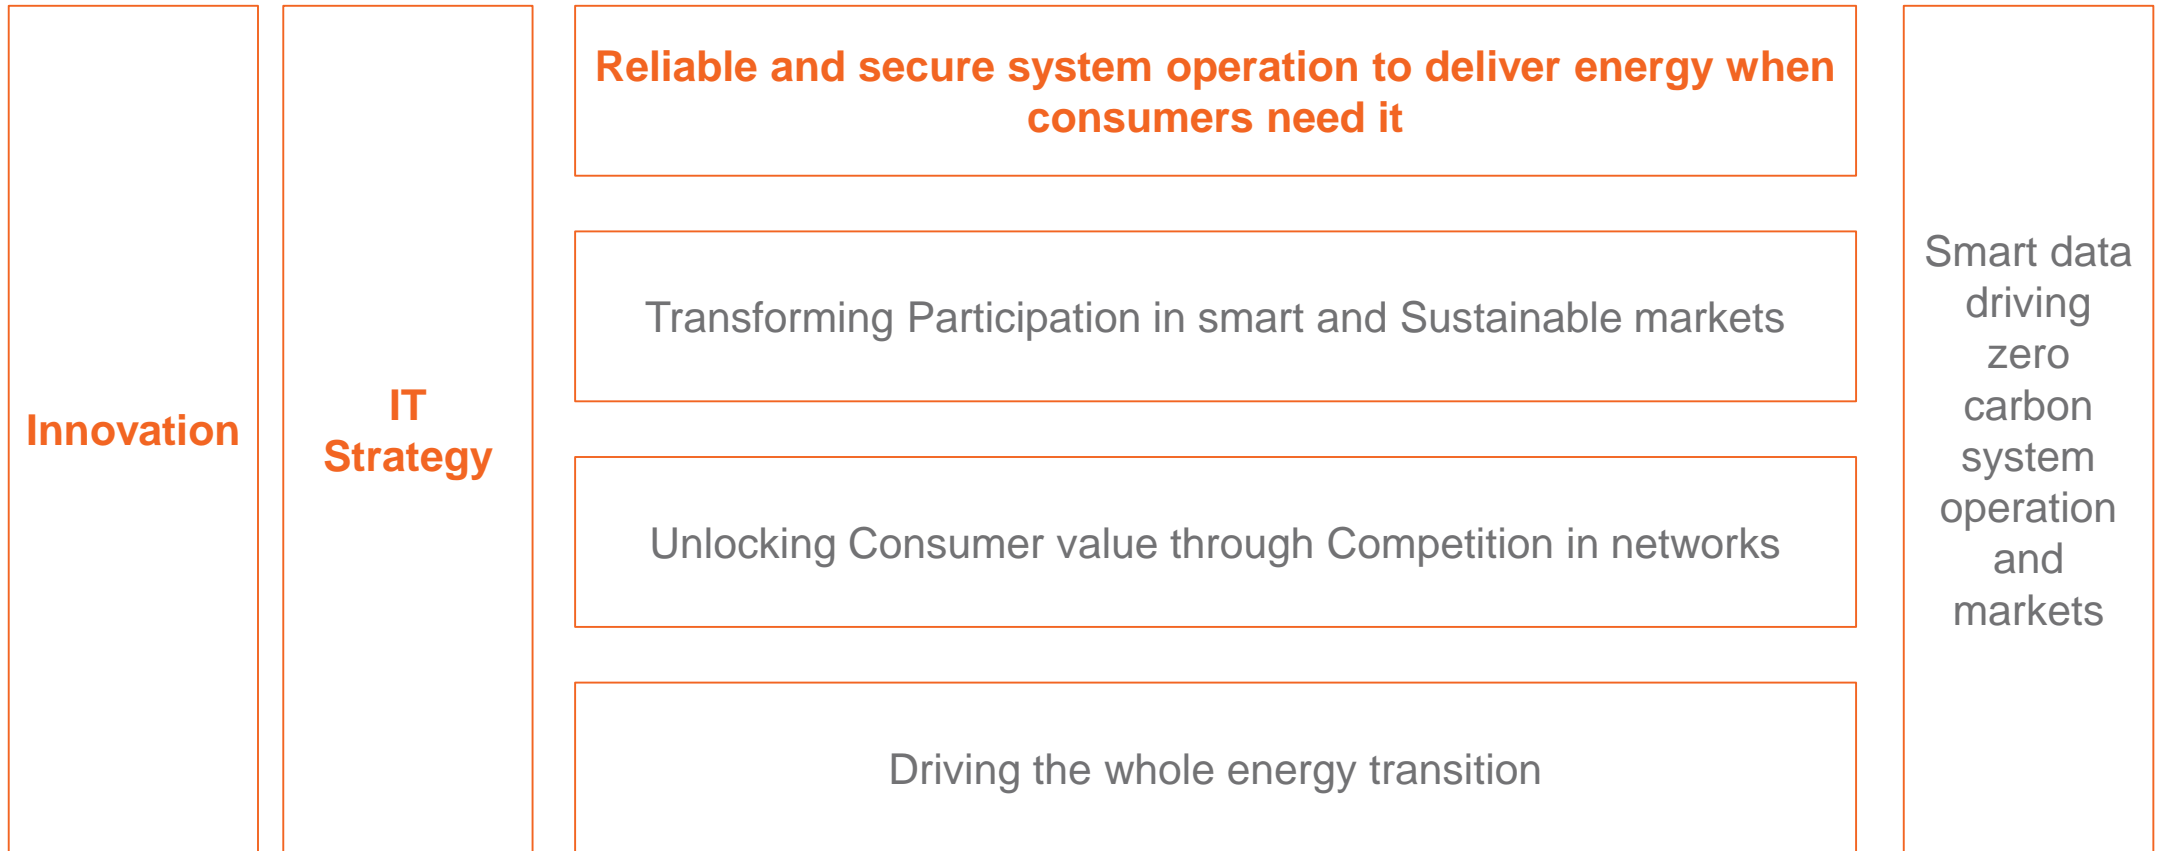 Innovation
IT
Strategy
Reliable and secure system operation to deliver energy when
consumers need it
Transforming Participation in smart and Sustainable markets
Unlocking Consumer value through Competition in networks
Driving the whole energy transition
Smart data
driving
zero
carbon
system
operation
and
markets